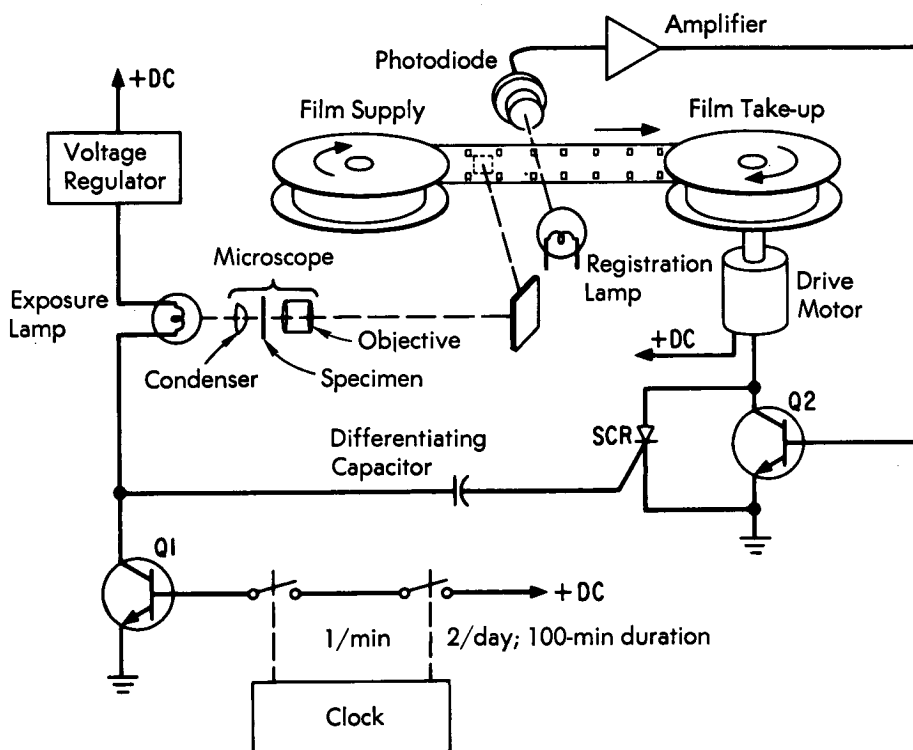 Amplifier
Photodiode
+DC
Film Supply
Film Take-up
Voltage
Regulator
Microscope
Registration
Lamp
Drive
Motor
Exposure
Lamp
Objective
+DC
Condenser
Specimen
Q2
SCR
Differentiating
Capacitor
Q1
+DC
1/min
2/day; 100-min duration
Clock